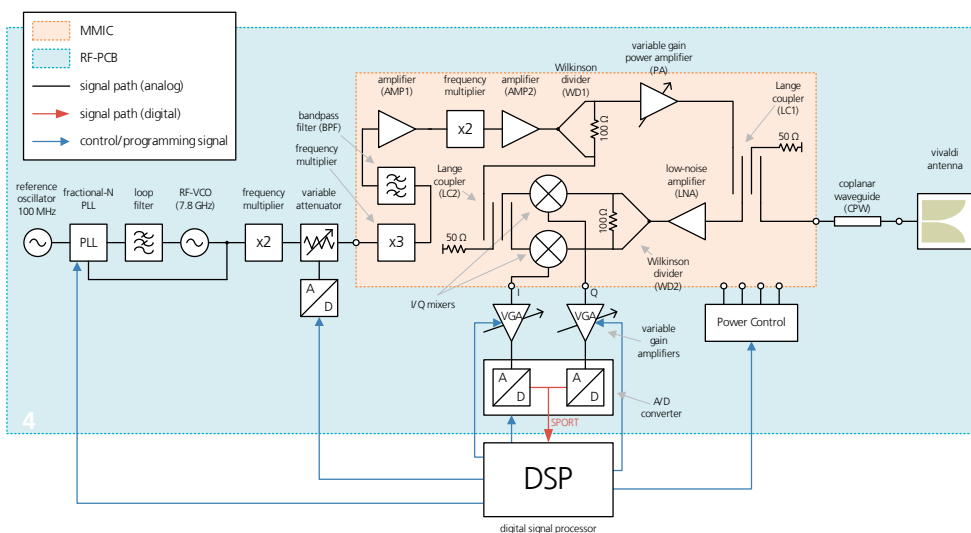 MMIC
RF-PCB
signal path (analog)
signal path (digital)
control/programming signal
amplifier
(AMP1)
frequency
multiplier
amplifier
(AMP2)
Wilkinson
divider
(WD1)
variable gain
power amplifier
(PA)
Lange
coupler
(LC1)
bandpass
filter (BPF)
x2
100 Ω
50 Ω
frequency
multiplier
Lange
coupler
(LC2)
low-noise
amplifier
(LNA)
vivaldi
antenna
reference
oscillator
100 MHz
fractional-N
PLL
loop
filter
RF-VCO
(7.8 GHz)
frequency
multiplier
variable
attenuator
coplanar
waveguide
(CPW)
PLL
x2
x3
50 Ω
100 Ω
Wilkinson
divider
(WD2)
A
D
I/Q mixers
I
Q
VGA
VGA
variable
gain
amplifiers
Power Control
A
D
A
D
A/D
converter
4
SPORT
DSP
digital signal processor